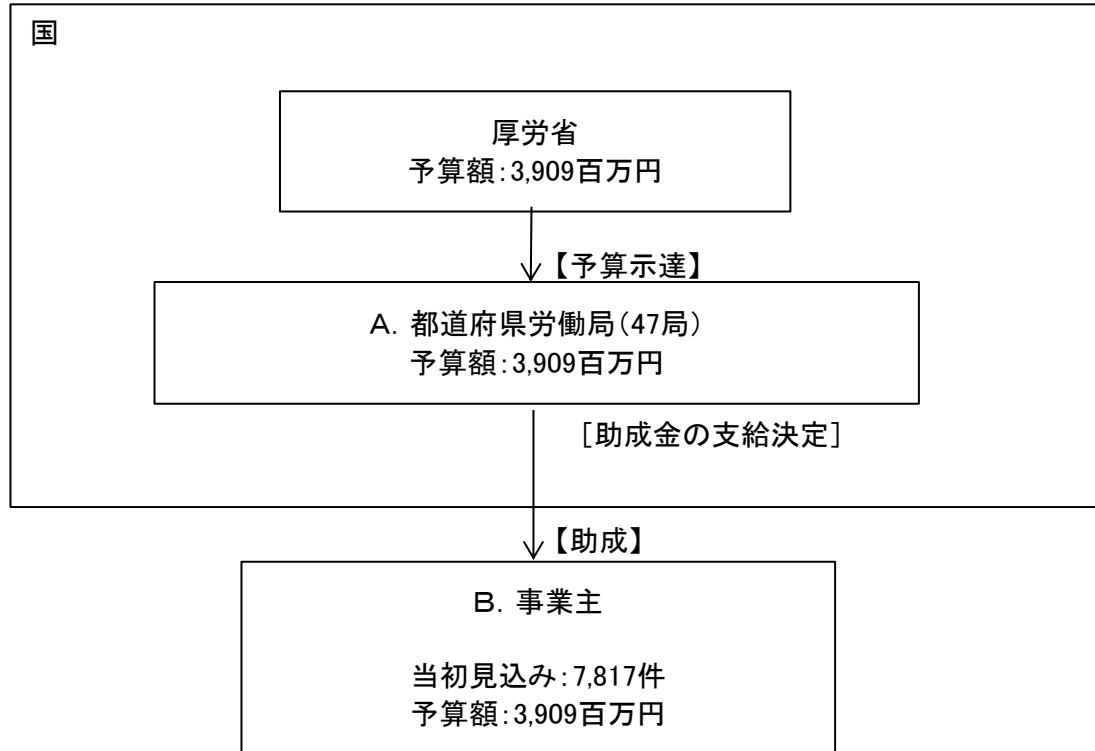 国
厚労省
予算額：3,909百万円
【予算示達】
Ａ．都道府県労働局（47局）
予算額：3,909百万円
［助成金の支給決定］
【助成】
Ｂ．事業主
当初見込み：7,817件
予算額：3,909百万円